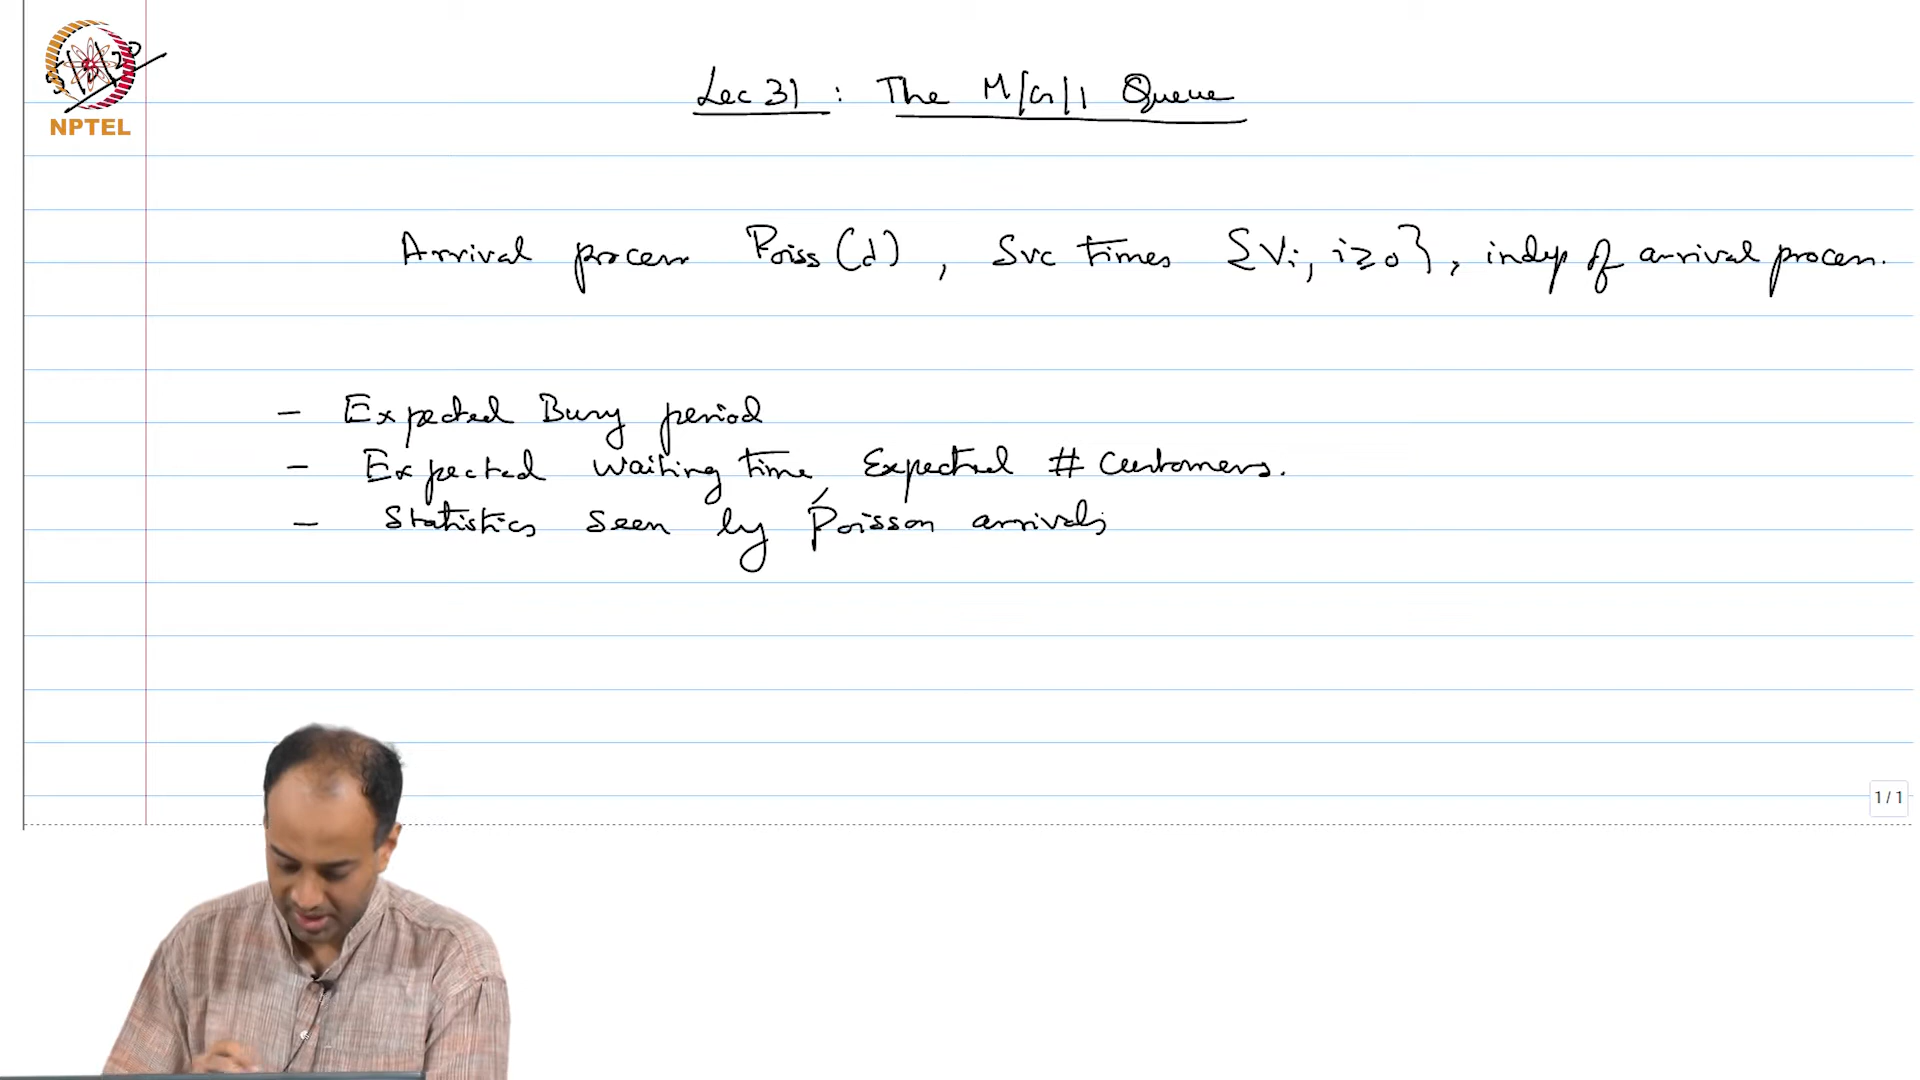 NPTEL
Lec 31 : The M/G/1 Queue
Arrival process Poiss(λ), Svc times {Vi, i≥0}, indep of arrival process.
- Expected Busy period
- Expected waiting time, Expected # customers.
- Statistics seen by Poisson arrivals
1 / 1